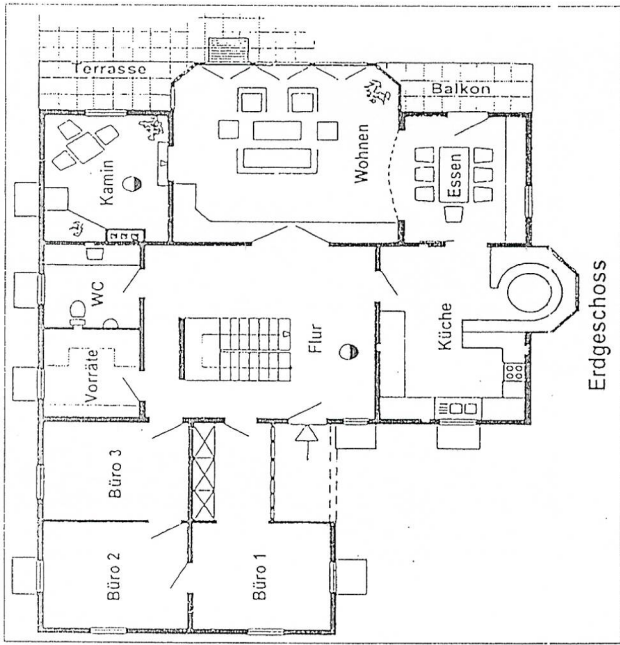 Terrasse
Balkon
Kamin
Wohnen
Essen
WC
Vorräte
Flur
Küche
Büro 3
Büro 2
Büro 1
Erdgeschoss